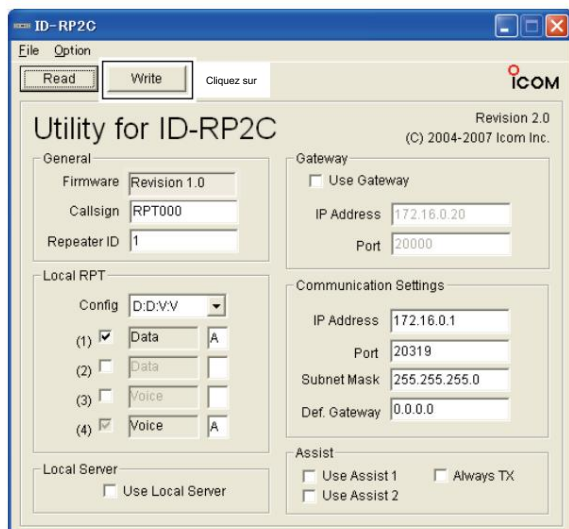 ID-RP2C
File Option
Read Write Cliquez sur
ICOM
Utility for ID-RP2C
Revision 2.0
(C) 2004-2007 Icom Inc.
General
Firmware Revision 1.0
Callsign RPT000
Repeater ID 1
Gateway
Use Gateway
IP Address 172.16.0.20
Port 20000
Local RPT
Config D:D:V:V
(1) Data A
(2) Data
(3) Voice
(4) Voice A
Communication Settings
IP Address 172.16.0.1
Port 20319
Subnet Mask 255.255.255.0
Def. Gateway 0.0.0.0
Local Server
Use Local Server
Assist
Use Assist 1 Always TX
Use Assist 2